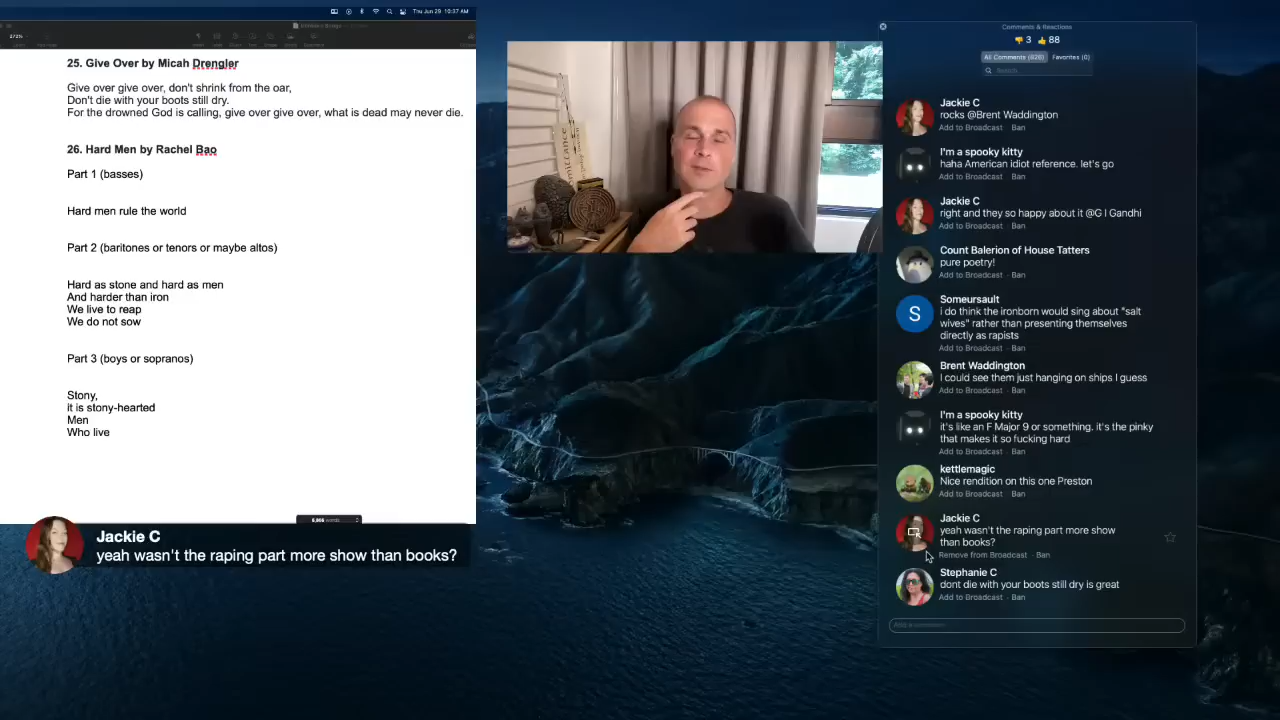 Thu Jun 29 10:37 AM
272%
25. Give Over by Micah Drengler
Give over give over, don't shrink from the oar,
Don't die with your boots still dry.
For the drowned God is calling, give over give over, what is dead may never die.
26. Hard Men by Rachel Bao
Part 1 (basses)
Hard men rule the world
Part 2 (baritones or tenors or maybe altos)
Hard as stone and hard as men
And harder than iron
We live to reap
We do not sow
Part 3 (boys or sopranos)
Stony,
it is stony-hearted
Men
Who live
Jackie C
yeah wasn't the raping part more show than books?
Comments & Reactions
👎 3 👍 88
All Comments (828) Favorites (0)
Search
Jackie C
rocks @Brent Waddington
Add to Broadcast · Ban
I'm a spooky kitty
haha American idiot reference. let's go
Add to Broadcast · Ban
Jackie C
right and they so happy about it @G I Gandhi
Add to Broadcast · Ban
Count Balerion of House Tatters
pure poetry!
Add to Broadcast · Ban
S
Someursault
i do think the ironborn would sing about "salt
wives" rather than presenting themselves
directly as rapists
Add to Broadcast · Ban
Brent Waddington
I could see them just hanging on ships I guess
Add to Broadcast · Ban
I'm a spooky kitty
it's like an F Major 9 or something. it's the pinky
that makes it so fucking hard
Add to Broadcast · Ban
kettlemagic
Nice rendition on this one Preston
Add to Broadcast · Ban
Jackie C
yeah wasn't the raping part more show
than books?
Remove from Broadcast · Ban
Stephanie C
dont die with your boots still dry is great
Add to Broadcast · Ban
Add a comment